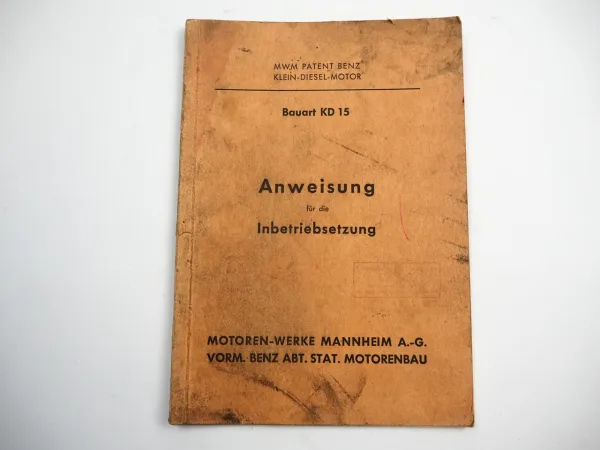 MWM PATENT BENZ
KLEIN-DIESEL-MOTOR
Bauart KD 15
Anweisung
für die
Inbetriebsetzung
MOTOREN-WERKE MANNHEIM A.-G.
VORM. BENZ ABT. STAT. MOTORENBAU